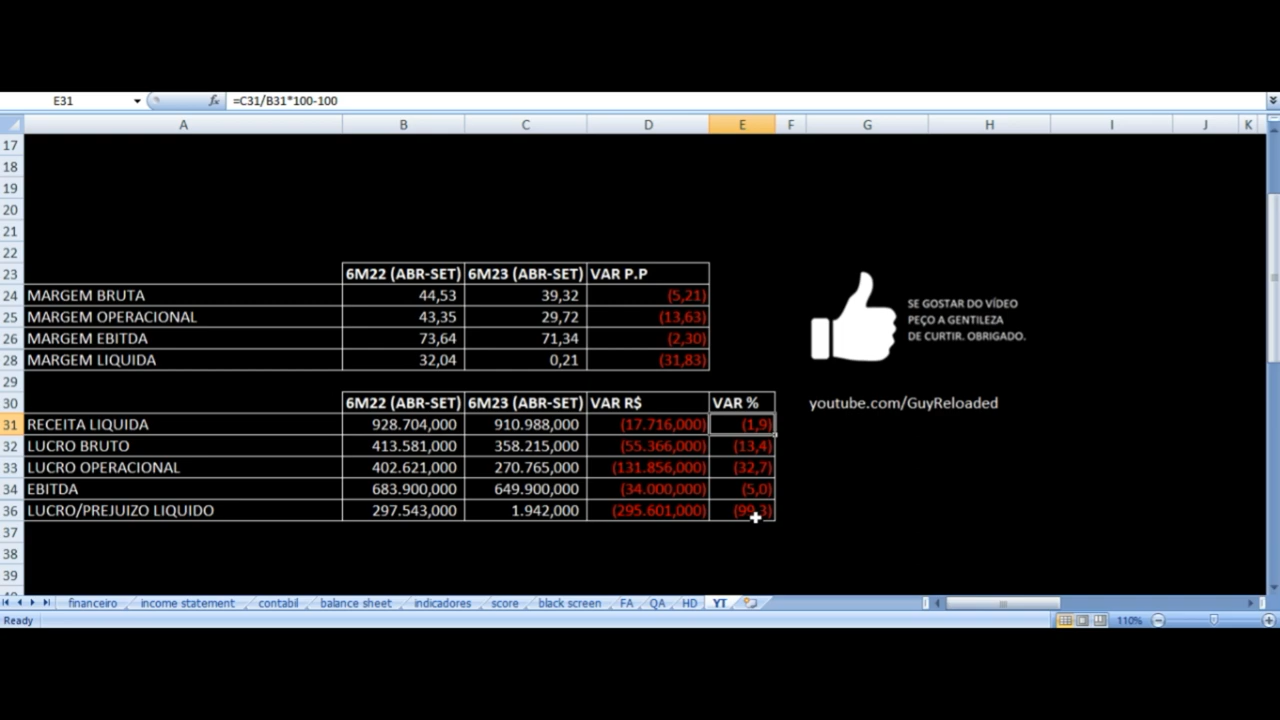 E31 fx =C31/B31*100-100
A B C D E F G H I J K
17
18
19
20
21
22
23 6M22 (ABR-SET) 6M23 (ABR-SET) VAR P.P
24 MARGEM BRUTA 44,53 39,32 (5,21)
25 MARGEM OPERACIONAL 43,35 29,72 (13,63)
26 MARGEM EBITDA 73,64 71,34 (2,30)
28 MARGEM LIQUIDA 32,04 0,21 (31,83)
SE GOSTAR DO VÍDEO
PEÇO A GENTILEZA
DE CURTIR. OBRIGADO.
29
30 6M22 (ABR-SET) 6M23 (ABR-SET) VAR R$ VAR %
youtube.com/GuyReloaded
31 RECEITA LIQUIDA 928.704,000 910.988,000 (17.716,000) (1,9)
32 LUCRO BRUTO 413.581,000 358.215,000 (55.366,000) (13,4)
33 LUCRO OPERACIONAL 402.621,000 270.765,000 (131.856,000) (32,7)
34 EBITDA 683.900,000 649.900,000 (34.000,000) (5,0)
36 LUCRO/PREJUIZO LIQUIDO 297.543,000 1.942,000 (295.601,000) (99,3)
37
38
39
financeiro income statement contabil balance sheet indicadores score black screen FA QA HD YT
Ready 110%